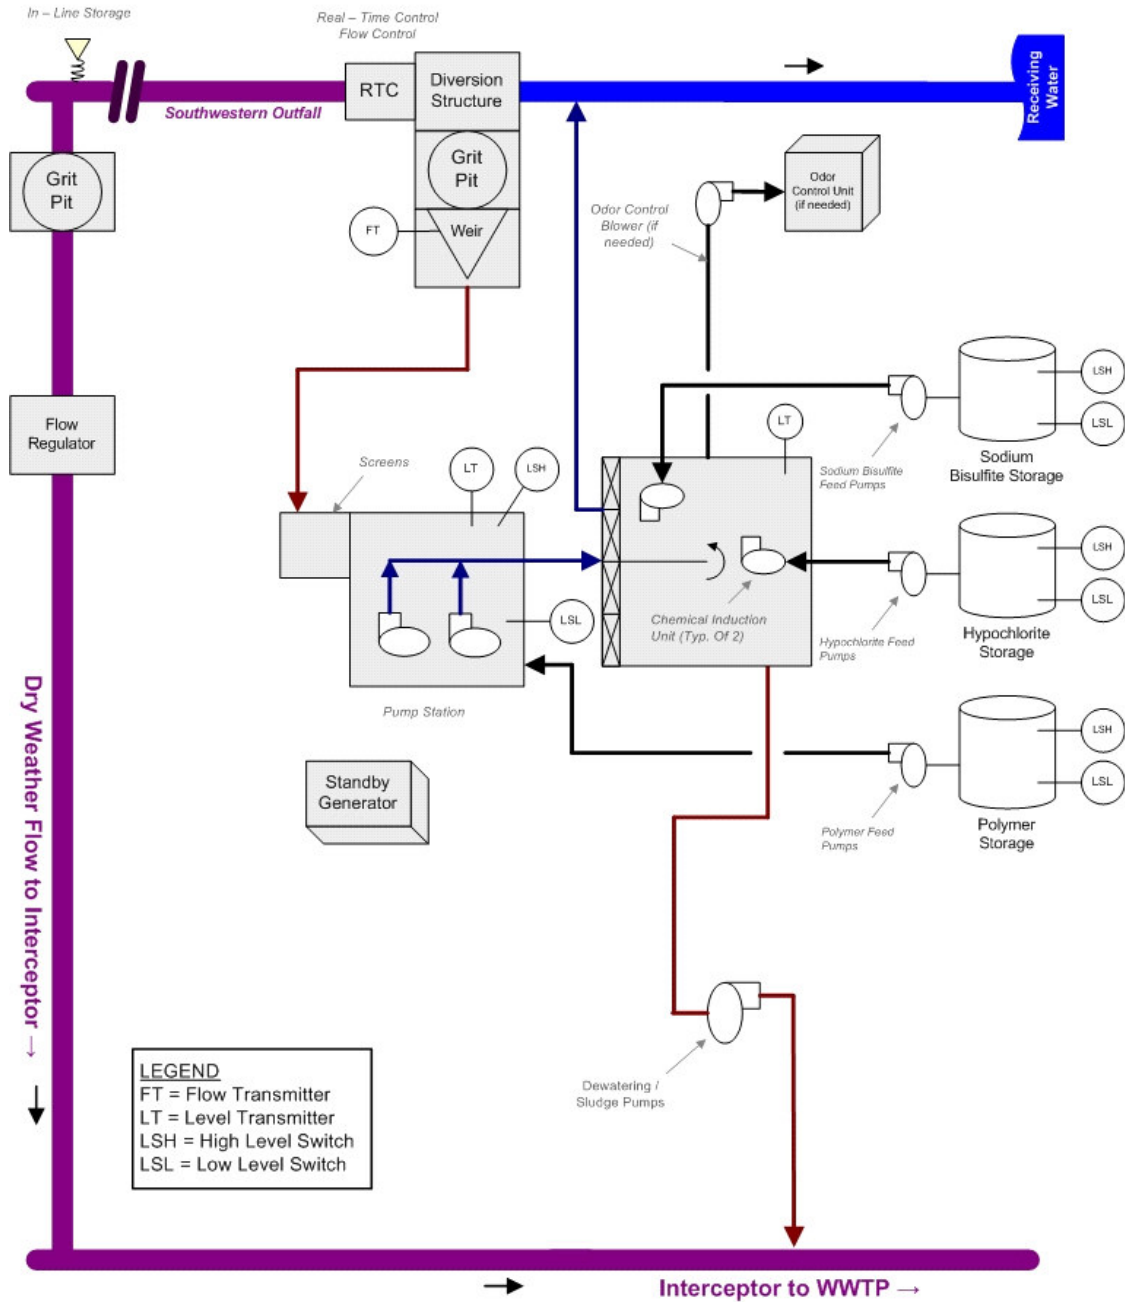 In – Line Storage
Real – Time Control
Flow Control
RTC
Diversion
Structure
Southwestern Outfall
Receiving
Water
Grit
Pit
Grit
Pit
FT
Weir
Odor Control
Blower (if
needed)
Odor
Control Unit
(if needed)
Flow
Regulator
Screens
LT
LSH
LSL
Pump Station
LT
Chemical Induction
Unit (Typ. Of 2)
Sodium Bisulfite
Feed Pumps
LSH
LSL
Sodium
Bisulfite Storage
Hypochlorite Feed
Pumps
LSH
LSL
Hypochlorite
Storage
Polymer Feed
Pumps
LSH
LSL
Polymer
Storage
Standby
Generator
Dry Weather Flow to Interceptor →
Dewatering /
Sludge Pumps
LEGEND
FT = Flow Transmitter
LT = Level Transmitter
LSH = High Level Switch
LSL = Low Level Switch
Interceptor to WWTP →